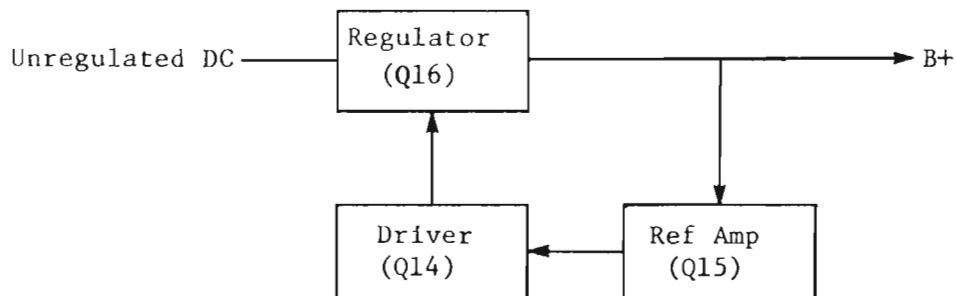 Regulator
Unregulated DC
(Q16)
B+
Driver
(Q14)
Ref Amp
(Q15)